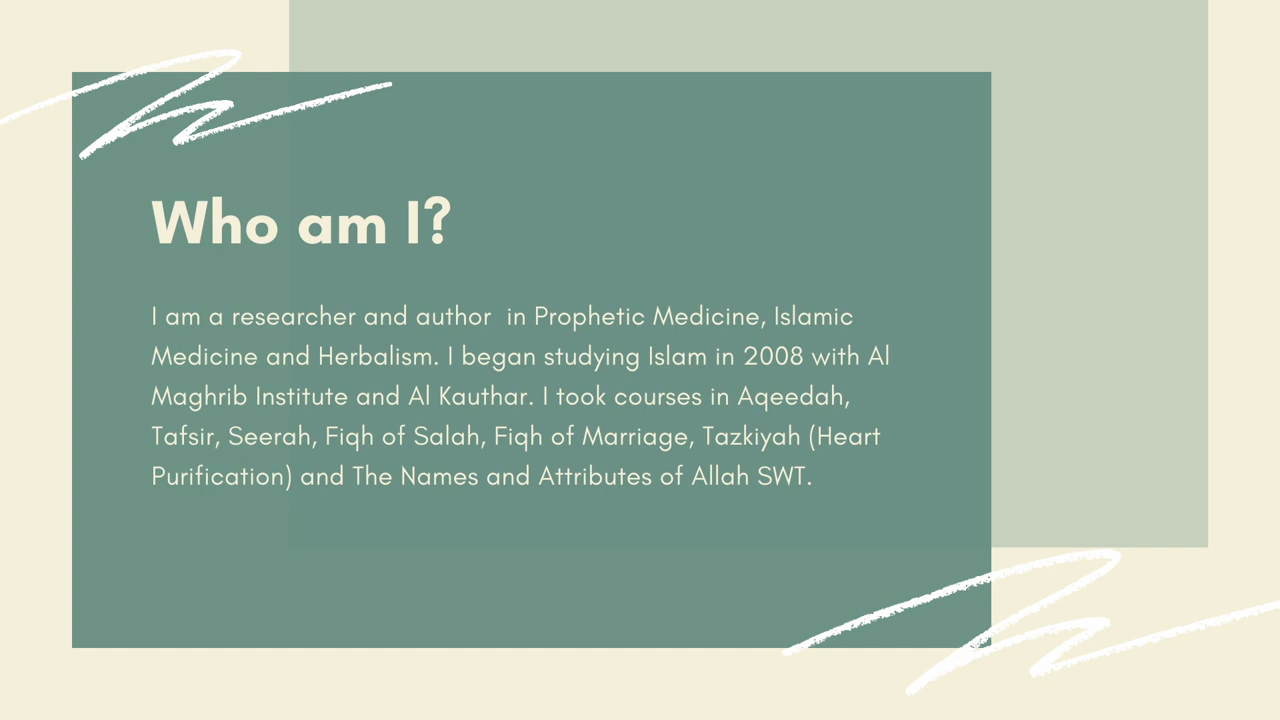 Who am I?
I am a researcher and author  in Prophetic Medicine, Islamic
Medicine and Herbalism. I began studying Islam in 2008 with Al
Maghrib Institute and Al Kauthar. I took courses in Aqeedah,
Tafsir, Seerah, Fiqh of Salah, Fiqh of Marriage, Tazkiyah (Heart
Purification) and The Names and Attributes of Allah SWT.